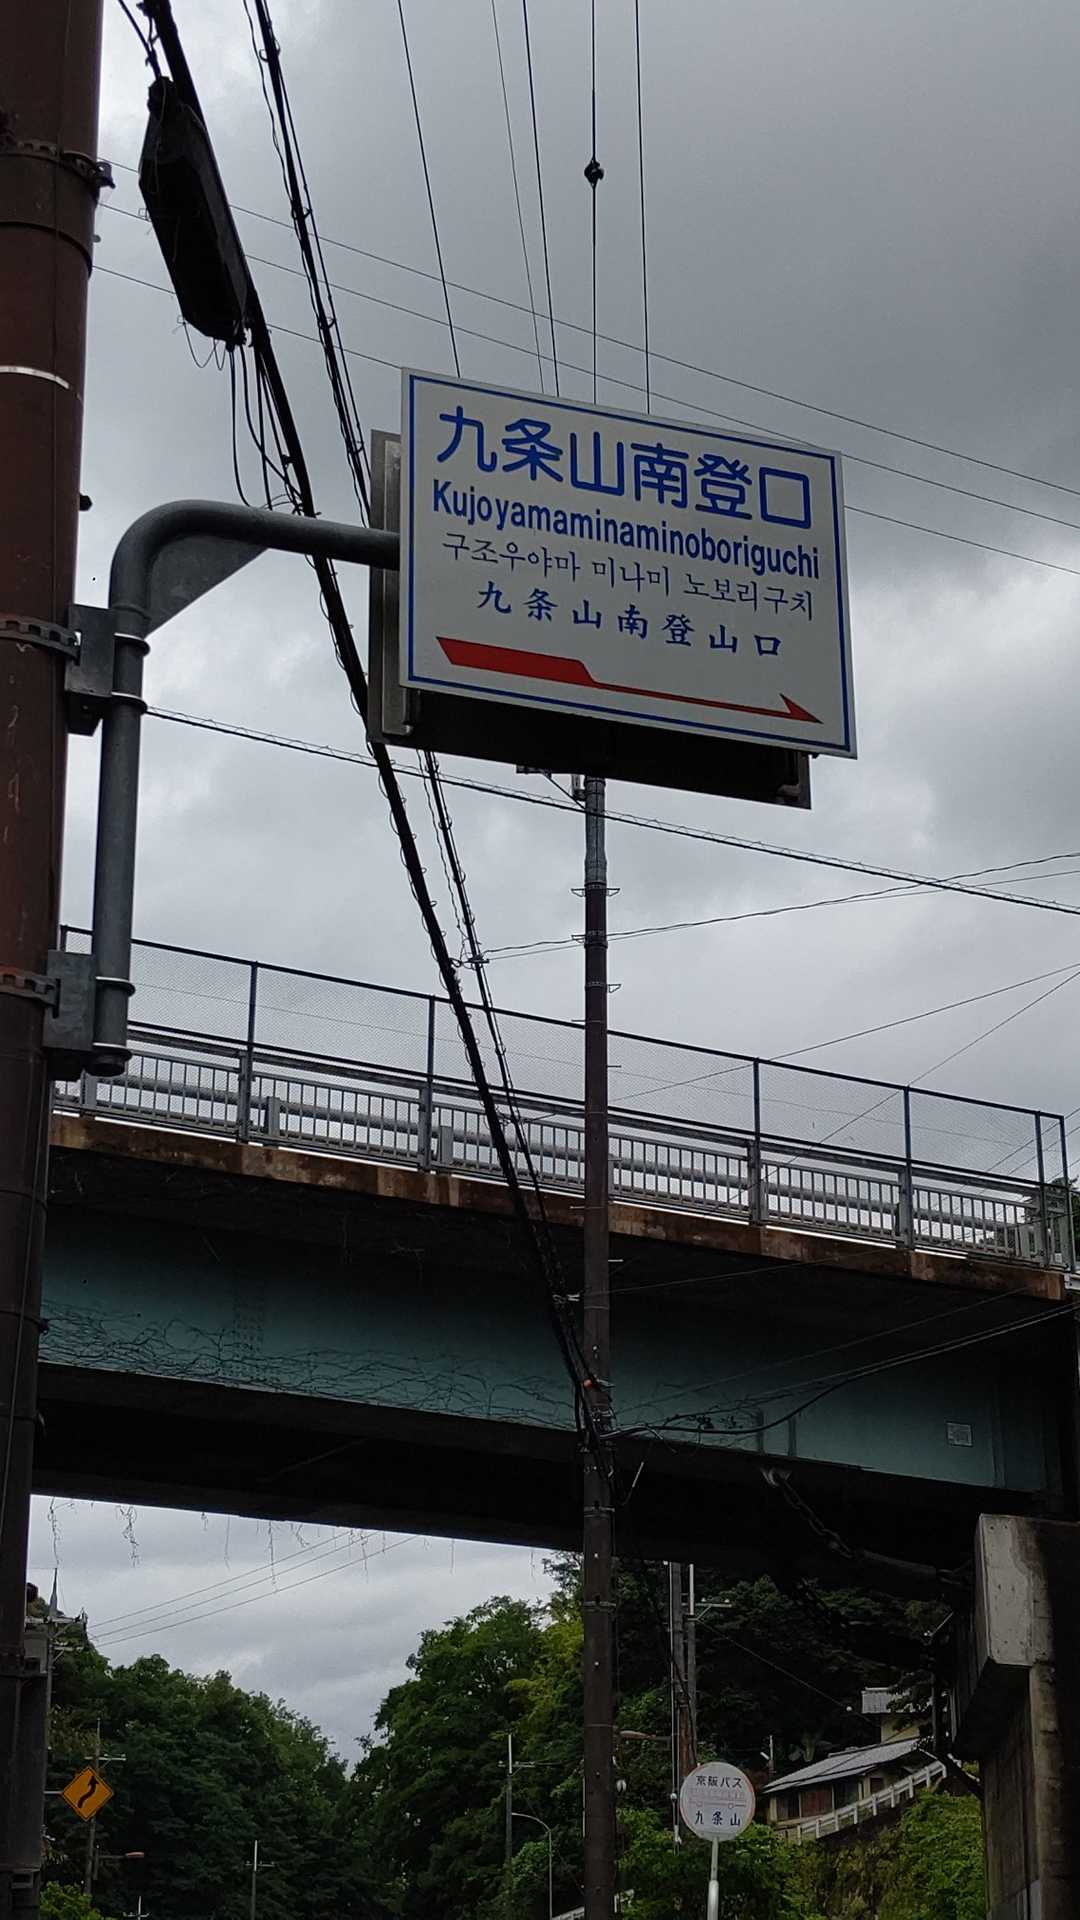 九条山南登口
Kujoyamaminaminoboriguchi
구조우야마 미나미 노보리구치
九条山南登山口
京阪バス
九条山